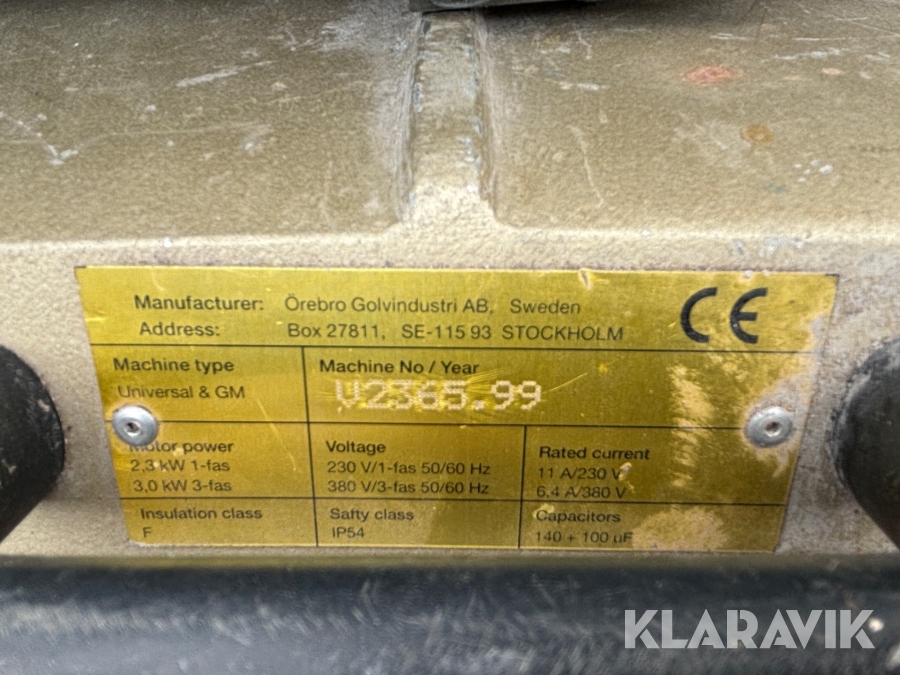 Manufacturer: Örebro Golvindustri AB, Sweden
Address: Box 27811, SE-115 93 STOCKHOLM
CE
Machine type
Universal & GM
Machine No / Year
V2365.99
Motor power
2,3 kW 1-fas
3,0 kW 3-fas
Voltage
230 V/1-fas 50/60 Hz
380 V/3-fas 50/60 Hz
Rated current
11 A/230 V
6,4 A/380 V
Insulation class
F
Safty class
IP54
Capacitors
140 + 100 uF
KLARAVIK